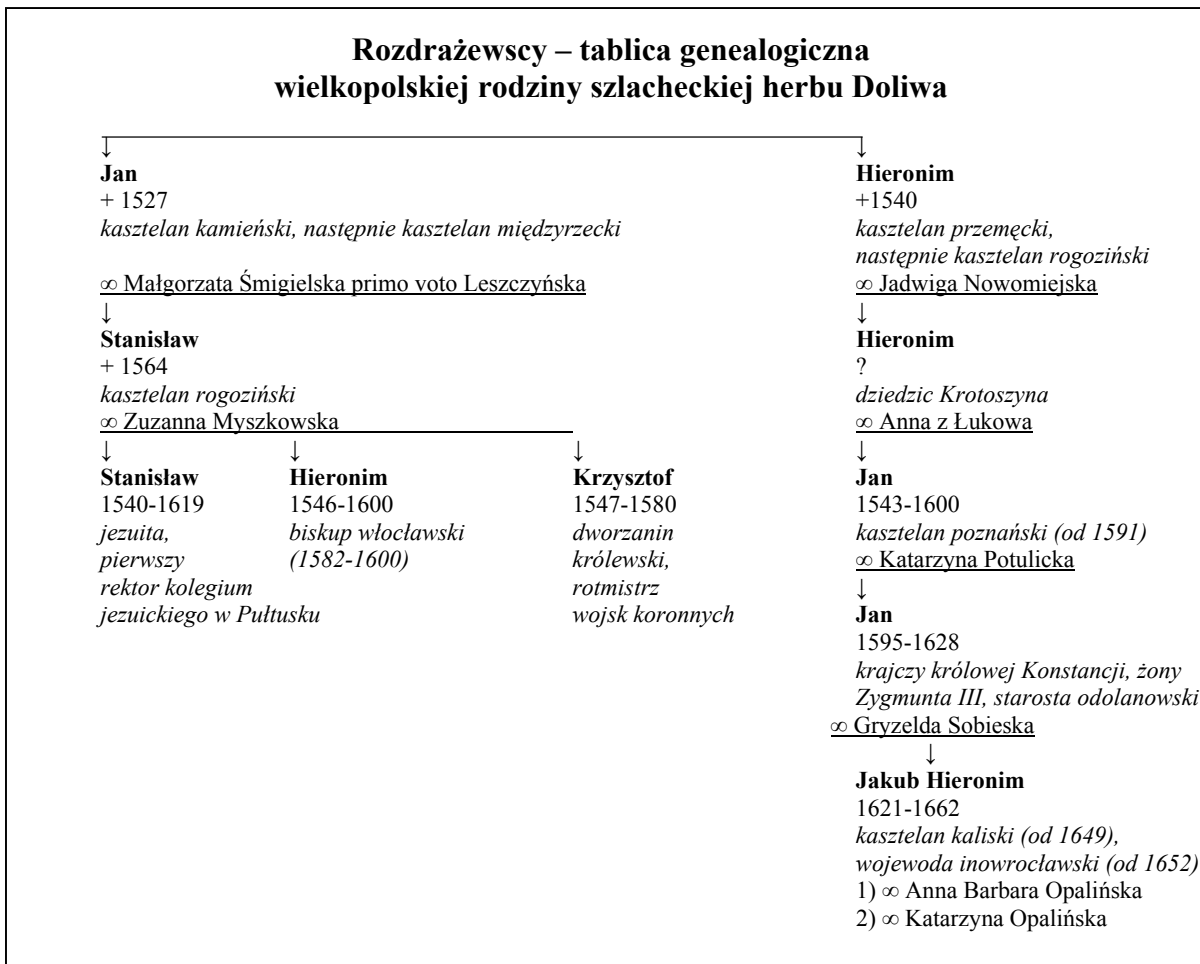 Rozdrażewscy – tablica genealogiczna
wielkopolskiej rodziny szlacheckiej herbu Doliwa
↓
Jan
+ 1527
kasztelan kamieński, następnie kasztelan międzyrzecki
∞ Małgorzata Śmigielska primo voto Leszczyńska
↓
Stanisław
+ 1564
kasztelan rogoziński
∞ Zuzanna Myszkowska
↓
Stanisław
1540-1619
jezuita,
pierwszy
rektor kolegium
jezuickiego w Pułtusku
↓
Hieronim
1546-1600
biskup włocławski
(1582-1600)
↓
Krzysztof
1547-1580
dworzanin
królewski,
rotmistrz
wojsk koronnych
↓
Hieronim
+1540
kasztelan przemęcki,
następnie kasztelan rogoziński
∞ Jadwiga Nowomiejska
↓
Hieronim
?
dziedzic Krotoszyna
∞ Anna z Łukowa
↓
Jan
1543-1600
kasztelan poznański (od 1591)
∞ Katarzyna Potulicka
↓
Jan
1595-1628
krajczy królowej Konstancji, żony
Zygmunta III, starosta odolanowski
∞ Gryzelda Sobieska
↓
Jakub Hieronim
1621-1662
kasztelan kaliski (od 1649),
wojewoda inowrocławski (od 1652)
1) ∞ Anna Barbara Opalińska
2) ∞ Katarzyna Opalińska